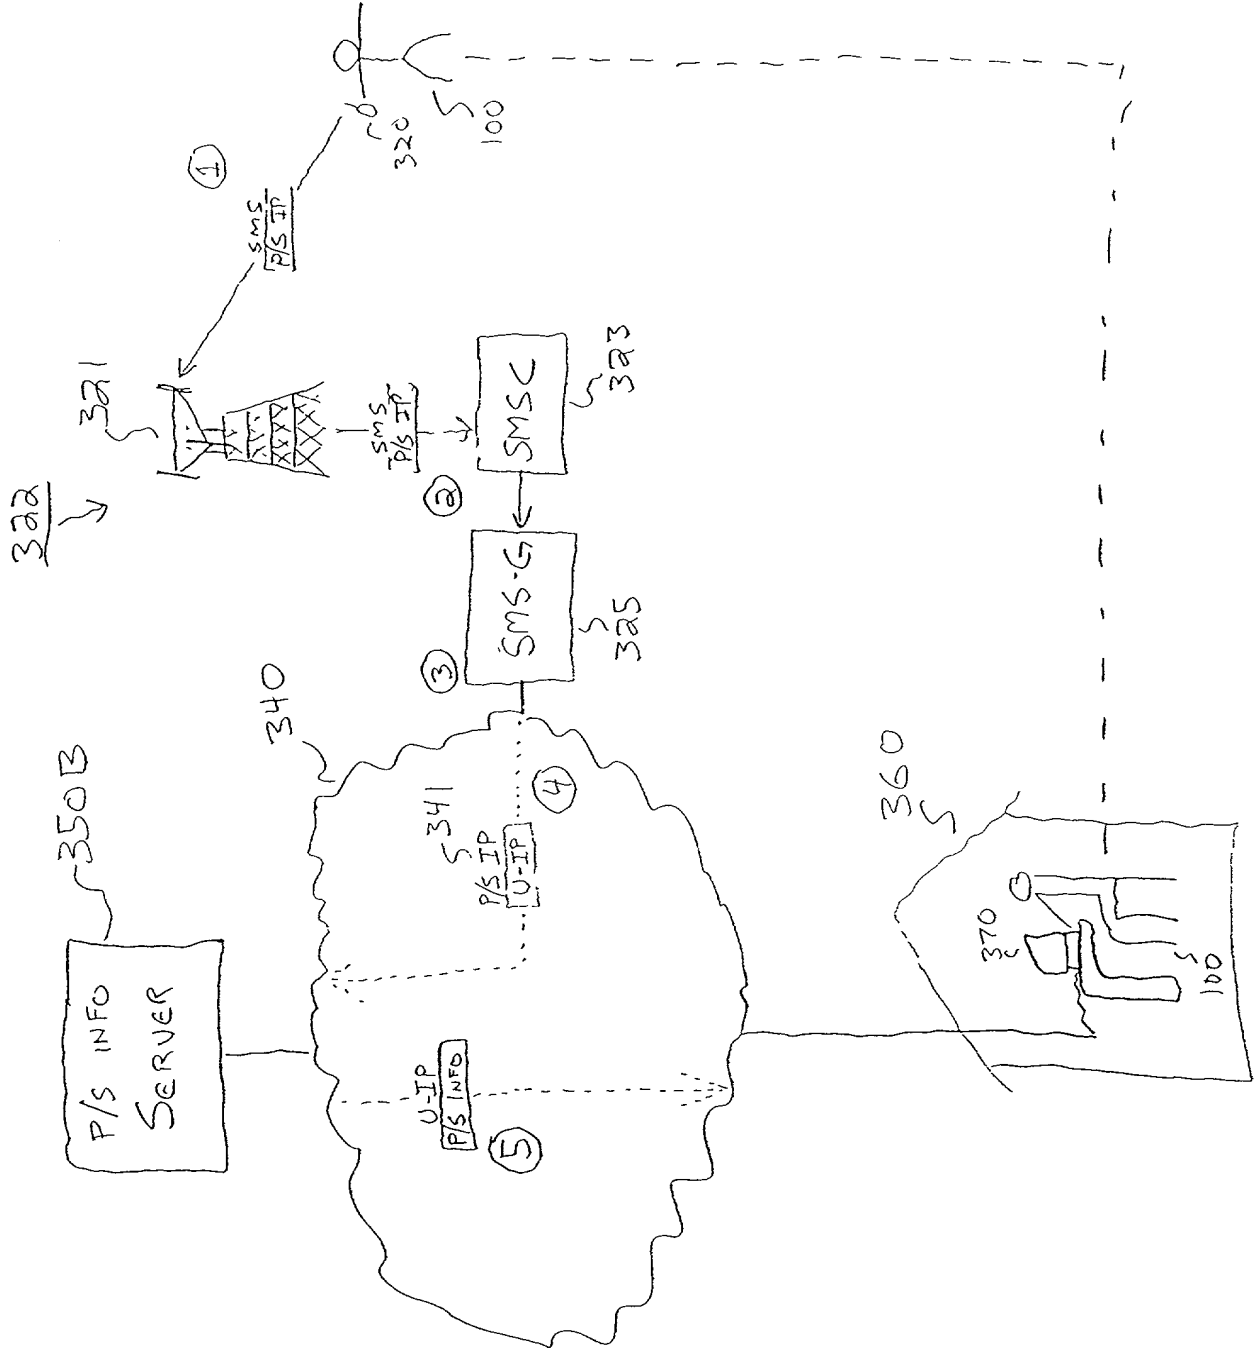 322
321
1
SMS
P/S IP
320
100
SMS
P/S IP
2
SMSC
323
SMS-G
325
3
340
350B
P/S INFO
SERVER
341
P/S IP
U-IP
4
U-IP
P/S INFO
5
360
370
100